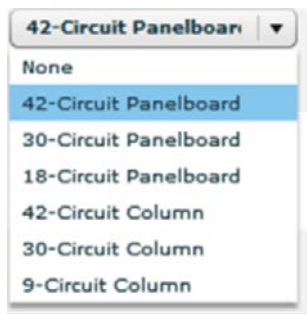 42-Circuit Panelboar
None
42-Circuit Panelboard
30-Circuit Panelboard
18-Circuit Panelboard
42-Circuit Column
30-Circuit Column
9-Circuit Column